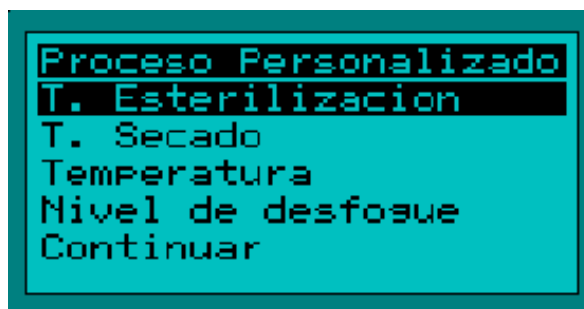 Proceso Personalizado
T. Esterilizacion
T. Secado
Temperatura
Nivel de desfogue
Continuar